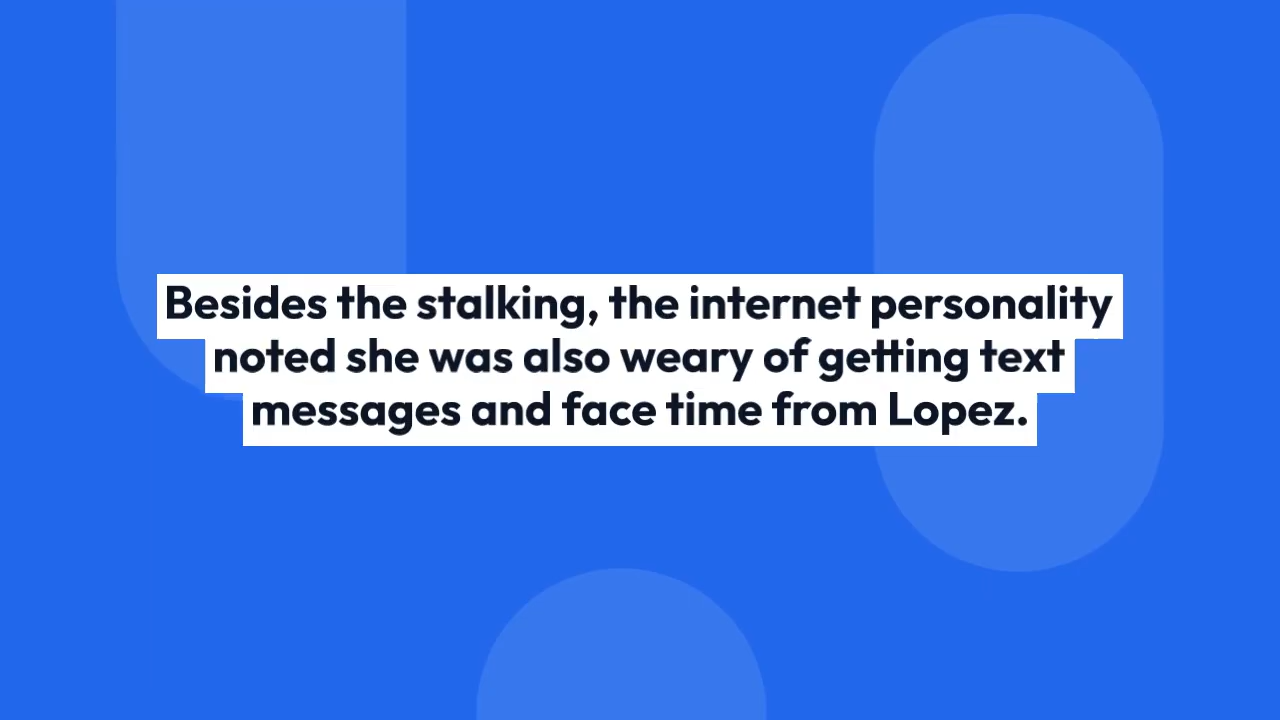 Besides the stalking, the internet personality
noted she was also weary of getting text
messages and face time from Lopez.